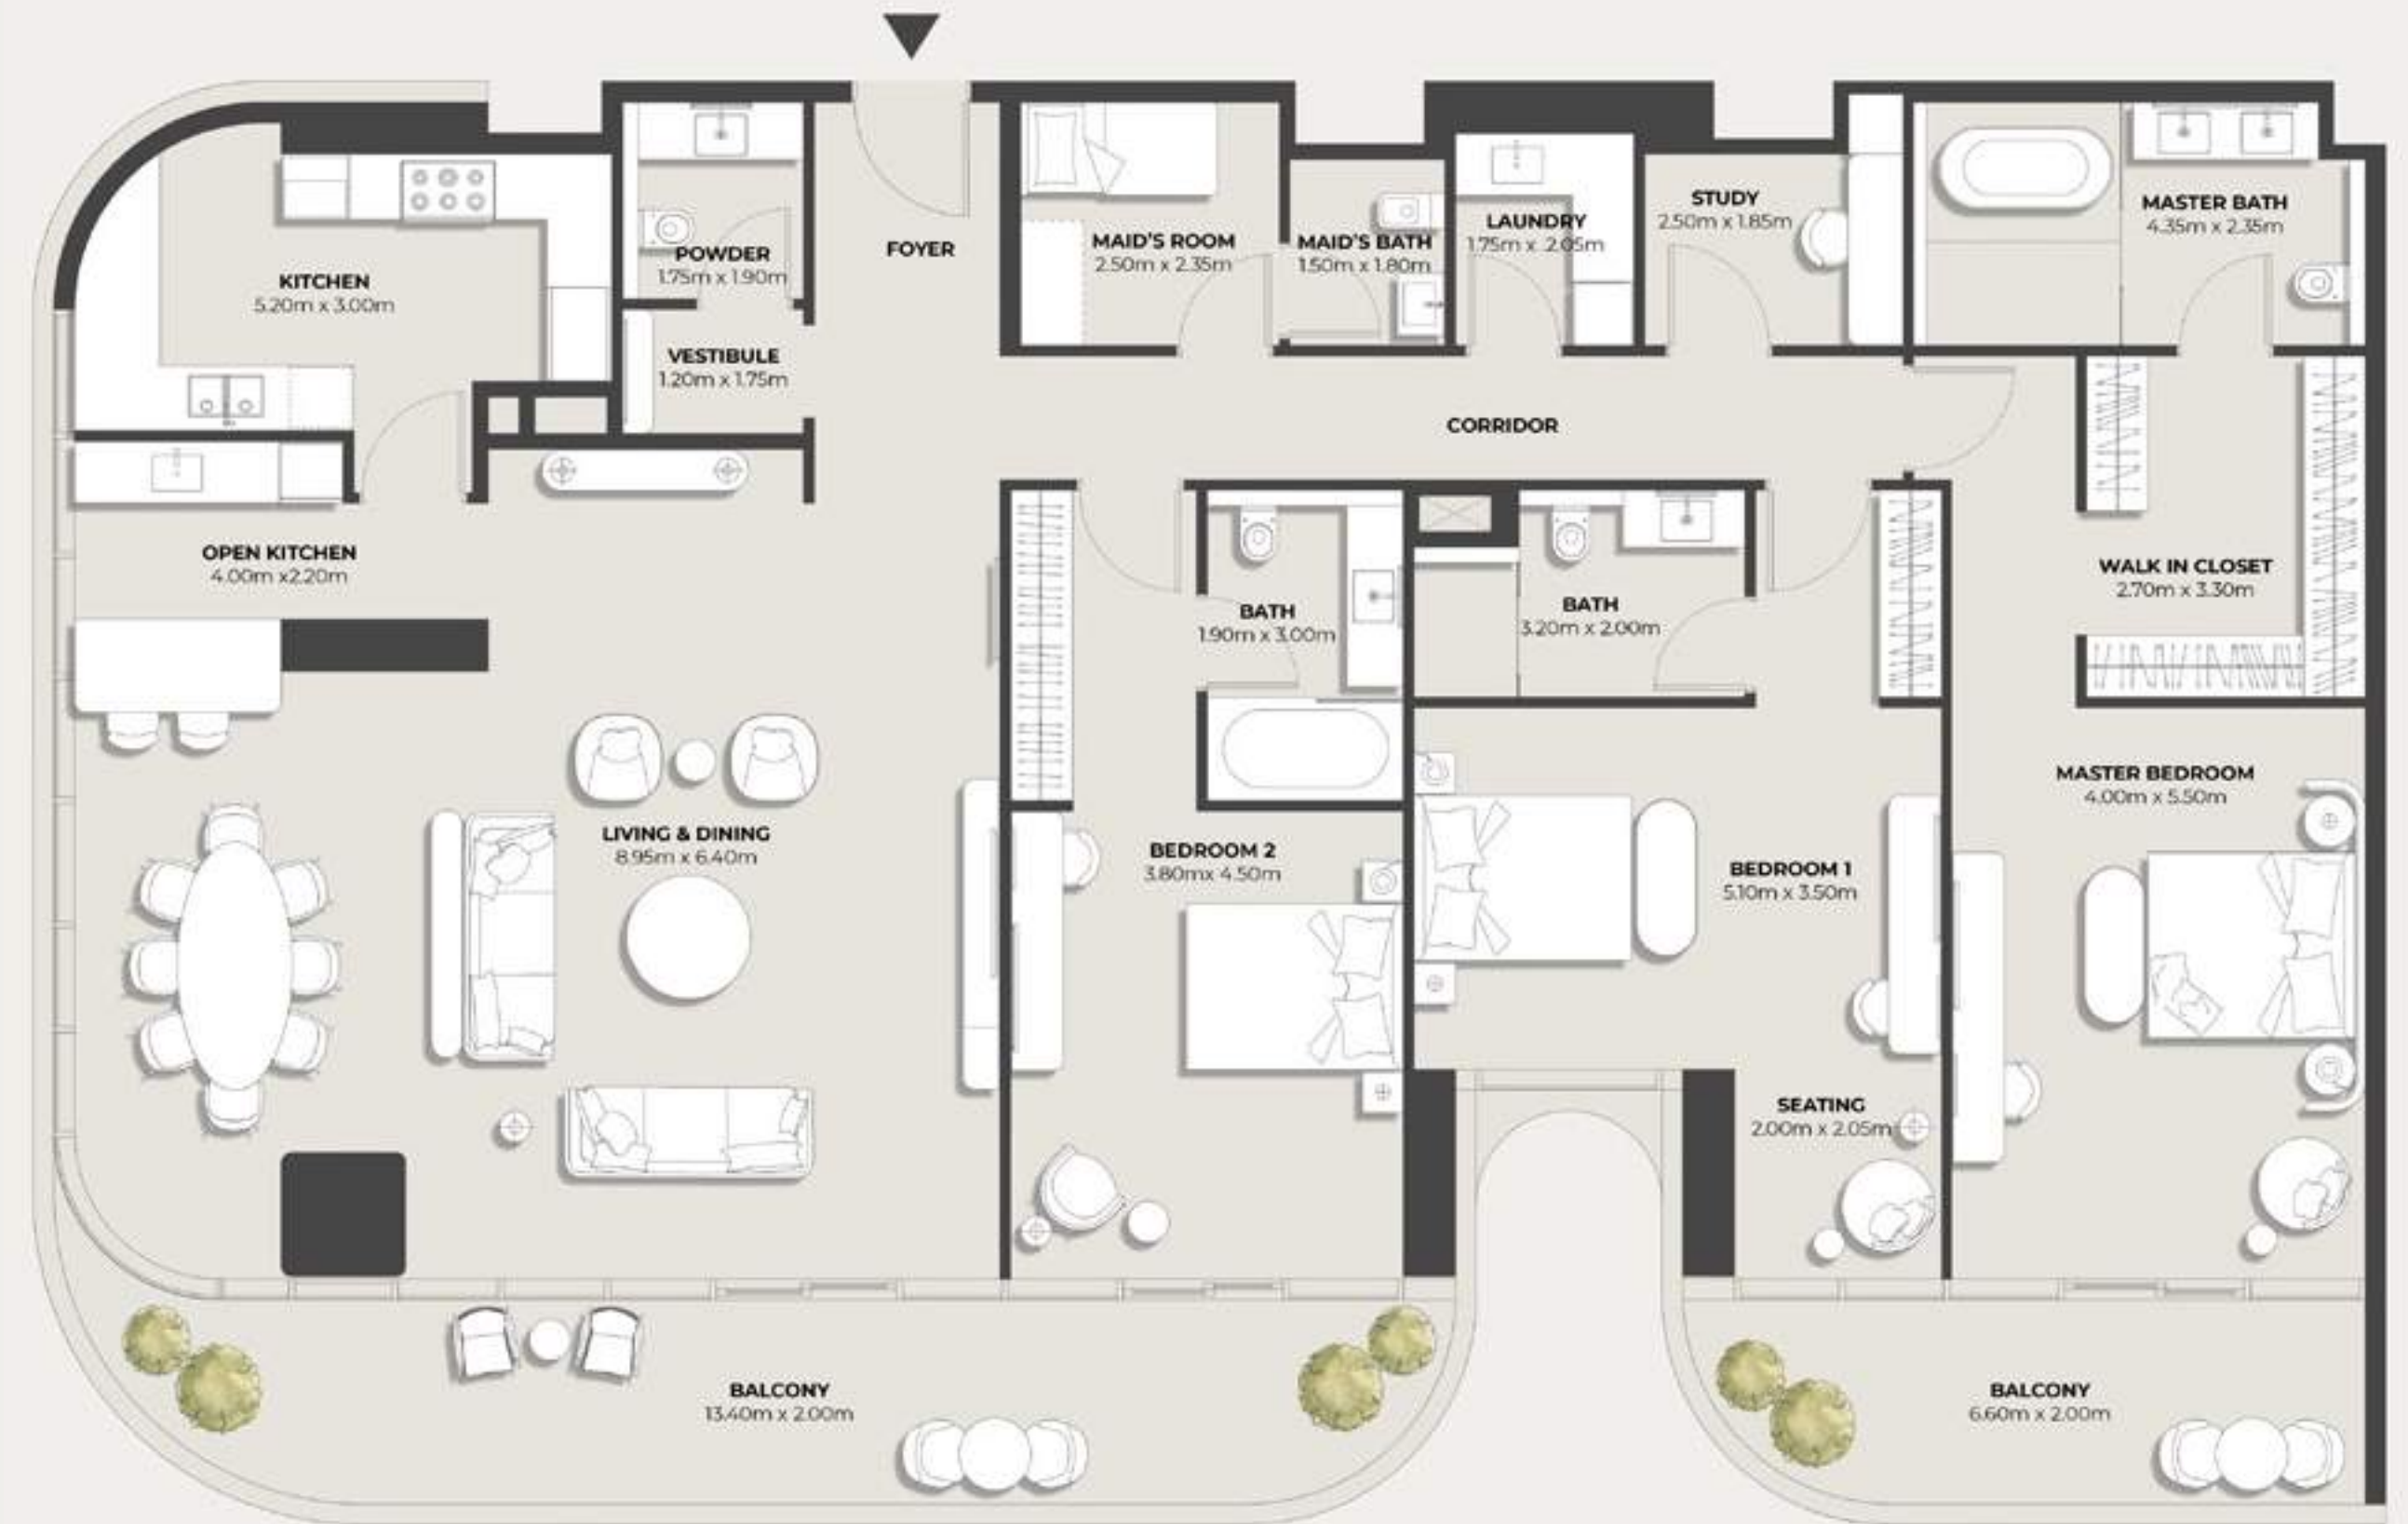 KITCHEN
5.20m x 3.00m
POWDER
1.75m x 1.90m
VESTIBULE
1.20m x 1.75m
FOYER
MAID'S ROOM
2.50m x 2.35m
MAID'S BATH
1.50m x 1.80m
LAUNDRY
1.75m x 2.05m
STUDY
2.50m x 1.85m
MASTER BATH
4.35m x 2.35m
CORRIDOR
OPEN KITCHEN
4.00m x2.20m
BATH
1.90m x 3.00m
BATH
3.20m x 2.00m
WALK IN CLOSET
2.70m x 3.30m
LIVING & DINING
8.95m x 6.40m
BEDROOM 2
3.80mx 4.50m
BEDROOM 1
5.10m x 3.50m
MASTER BEDROOM
4.00m x 5.50m
SEATING
2.00m x 2.05m
BALCONY
13.40m x 2.00m
BALCONY
6.60m x 2.00m